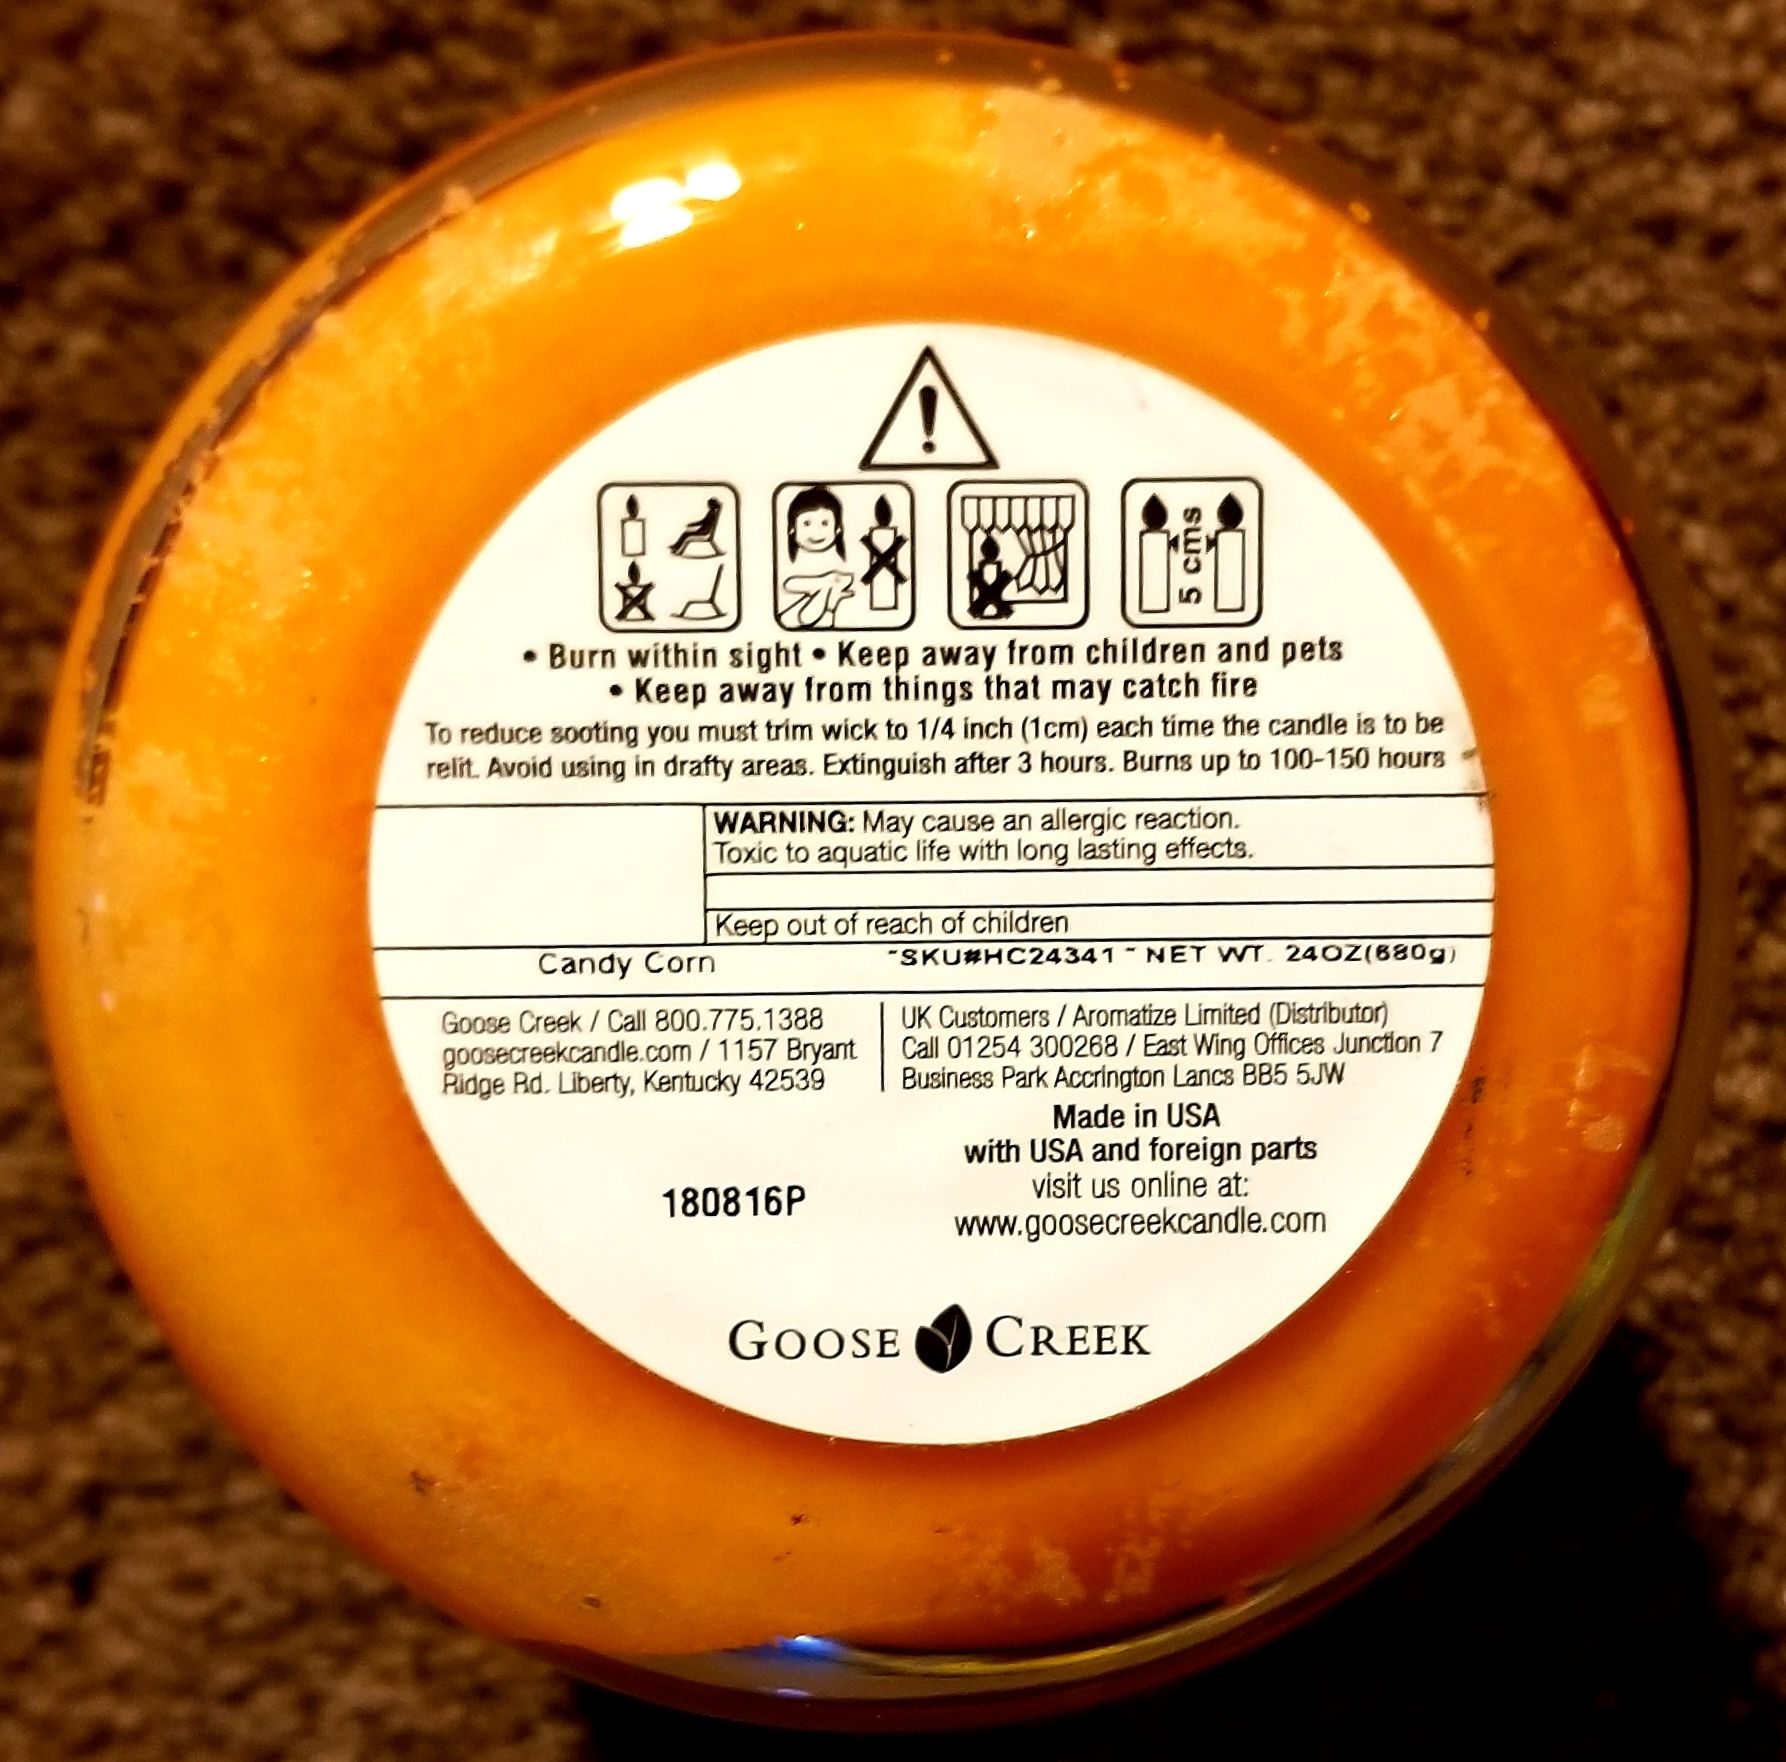 5 cms
• Burn within sight • Keep away from children and pets
• Keep away from things that may catch fire
To reduce sooting you must trim wick to 1/4 inch (1cm) each time the candle is to be
relit. Avoid using in drafty areas. Extinguish after 3 hours. Burns up to 100-150 hours
WARNING: May cause an allergic reaction.
Toxic to aquatic life with long lasting effects.
Keep out of reach of children
Candy Corn ~SKU#HC24341 ~ NET WT. 24OZ(680g)
Goose Creek / Call 800.775.1388
goosecreekcandle.com / 1157 Bryant
Ridge Rd. Liberty, Kentucky 42539
UK Customers / Aromatize Limited (Distributor)
Call 01254 300268 / East Wing Offices Junction 7
Business Park Accrington Lancs BB5 5JW
Made in USA
with USA and foreign parts
visit us online at:
www.goosecreekcandle.com
180816P
GOOSE CREEK